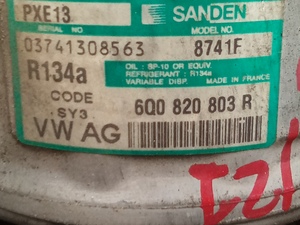 PXE13 SANDEN
SERIAL NO. MODEL NO.
03741308563 8741F
R134a OIL : SP-10 OR EQUIV.
REFRIGERANT : R134a
VARIABLE DISP. MADE IN FRANCE
CODE 6Q0 820 803 R
SY3
VW AG